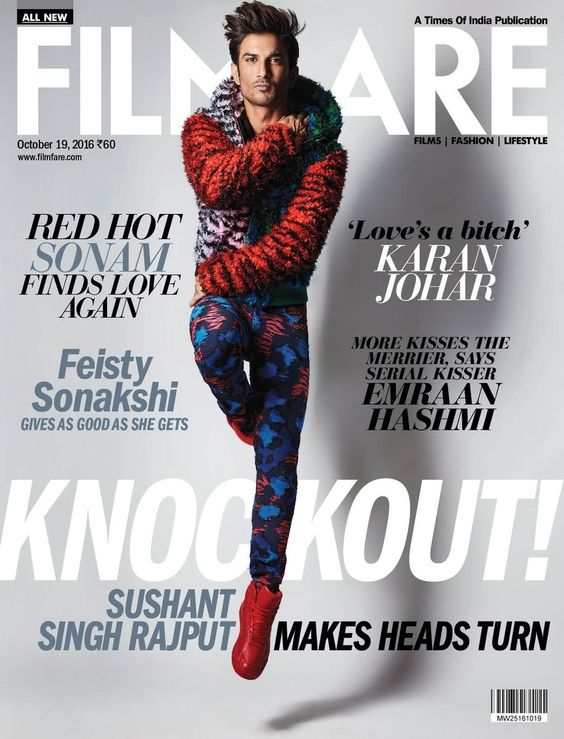 ALL NEW
A Times Of India Publication
FILMFARE
October 19, 2016 ₹60
www.filmfare.com
FILMS | FASHION | LIFESTYLE
RED HOT
SONAM
FINDS LOVE
AGAIN
'Love's a bitch'
KARAN
JOHAR
Feisty
Sonakshi
GIVES AS GOOD AS SHE GETS
MORE KISSES THE
MERRIER, SAYS
SERIAL KISSER
EMRAAN
HASHMI
KNOCKOUT!
SUSHANT
SINGH RAJPUT MAKES HEADS TURN
MW25161019